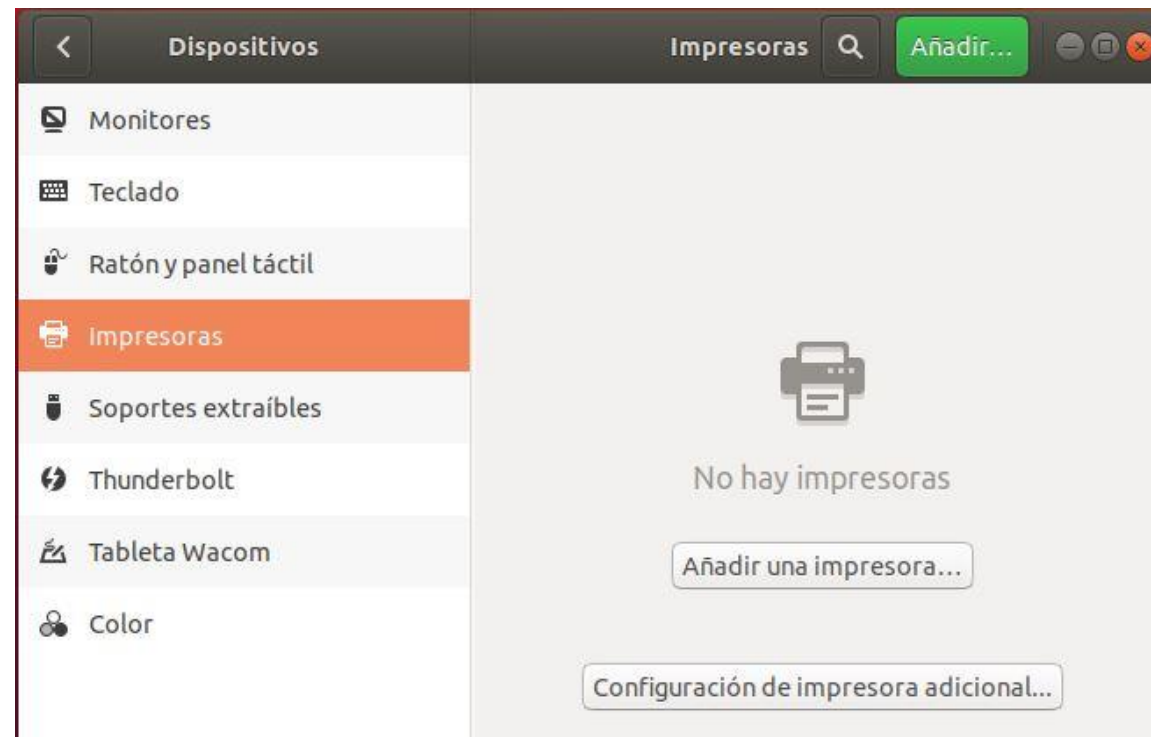 Dispositivos
Impresoras
Añadir...
Monitores
Teclado
Ratón y panel táctil
Impresoras
Soportes extraíbles
Thunderbolt
Tableta Wacom
Color
No hay impresoras
Añadir una impresora...
Configuración de impresora adicional...